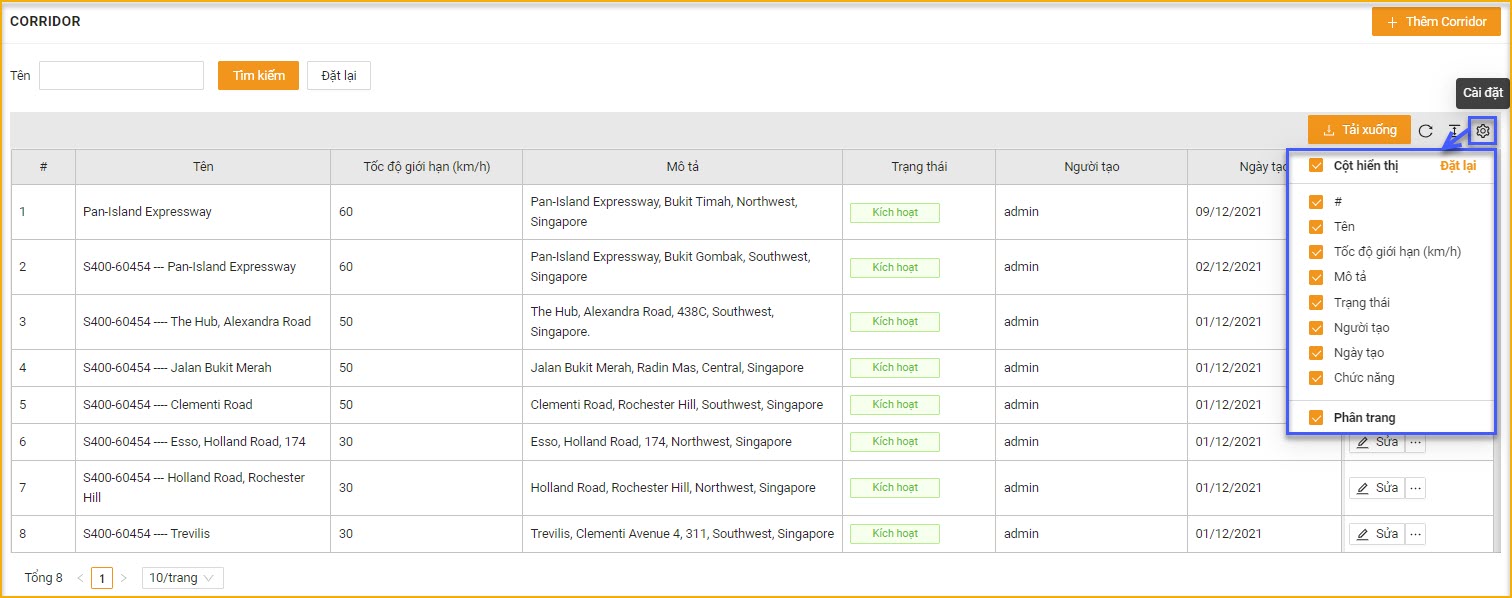 CORRIDOR
+ Thêm Corridor
Tên
Tìm kiếm
Đặt lại
Cài đặt
Tải xuống
# Tên Tốc độ giới hạn (km/h) Mô tả Trạng thái Người tạo Ngày tạo
1 Pan-Island Expressway 60 Pan-Island Expressway, Bukit Timah, Northwest, Singapore Kích hoạt admin 09/12/2021
2 S400-60454 --- Pan-Island Expressway 60 Pan-Island Expressway, Bukit Gombak, Southwest, Singapore Kích hoạt admin 02/12/2021
3 S400-60454 ---- The Hub, Alexandra Road 50 The Hub, Alexandra Road, 438C, Southwest, Singapore. Kích hoạt admin 01/12/2021
4 S400-60454 ---- Jalan Bukit Merah 50 Jalan Bukit Merah, Radin Mas, Central, Singapore Kích hoạt admin 01/12/2021
5 S400-60454 ---- Clementi Road 50 Clementi Road, Rochester Hill, Southwest, Singapore Kích hoạt admin 01/12/2021
6 S400-60454 ---- Esso, Holland Road, 174 30 Esso, Holland Road, 174, Northwest, Singapore Kích hoạt admin 01/12/2021 Sửa ...
7 S400-60454 --- Holland Road, Rochester Hill 30 Holland Road, Rochester Hill, Northwest, Singapore Kích hoạt admin 01/12/2021 Sửa ...
8 S400-60454 ---- Trevilis 30 Trevilis, Clementi Avenue 4, 311, Southwest, Singapore Kích hoạt admin 01/12/2021 Sửa ...
Cột hiển thị Đặt lại
#
Tên
Tốc độ giới hạn (km/h)
Mô tả
Trạng thái
Người tạo
Ngày tạo
Chức năng
Phân trang
Tổng 8 < 1 > 10/trang